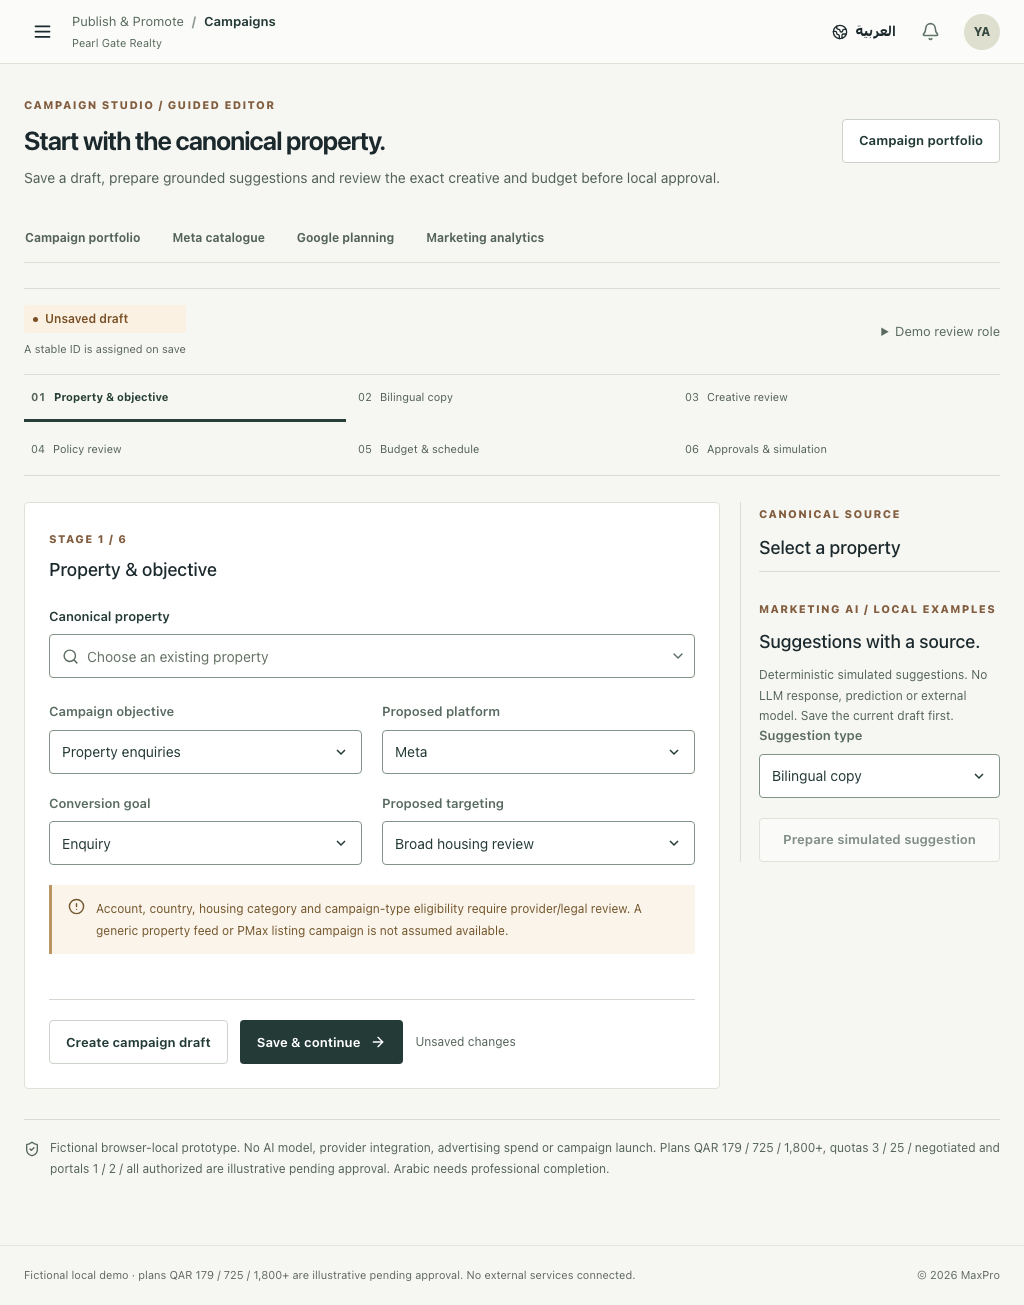 Publish & Promote / Campaigns
Pearl Gate Realty
العربية
YA
CAMPAIGN STUDIO / GUIDED EDITOR
Start with the canonical property.
Campaign portfolio
Save a draft, prepare grounded suggestions and review the exact creative and budget before local approval.
Campaign portfolio
Meta catalogue
Google planning
Marketing analytics
Unsaved draft
A stable ID is assigned on save
Demo review role
01 Property & objective
02 Bilingual copy
03 Creative review
04 Policy review
05 Budget & schedule
06 Approvals & simulation
STAGE 1 / 6
Property & objective
Canonical property
Choose an existing property
Campaign objective
Proposed platform
Property enquiries
Meta
Conversion goal
Proposed targeting
Enquiry
Broad housing review
Account, country, housing category and campaign-type eligibility require provider/legal review. A
generic property feed or PMax listing campaign is not assumed available.
Create campaign draft
Save & continue
Unsaved changes
CANONICAL SOURCE
Select a property
MARKETING AI / LOCAL EXAMPLES
Suggestions with a source.
Deterministic simulated suggestions. No
LLM response, prediction or external
model. Save the current draft first.
Suggestion type
Bilingual copy
Prepare simulated suggestion
Fictional browser-local prototype. No AI model, provider integration, advertising spend or campaign launch. Plans QAR 179 / 725 / 1,800+, quotas 3 / 25 / negotiated and
portals 1 / 2 / all authorized are illustrative pending approval. Arabic needs professional completion.
Fictional local demo · plans QAR 179 / 725 / 1,800+ are illustrative pending approval. No external services connected.
© 2026 MaxPro